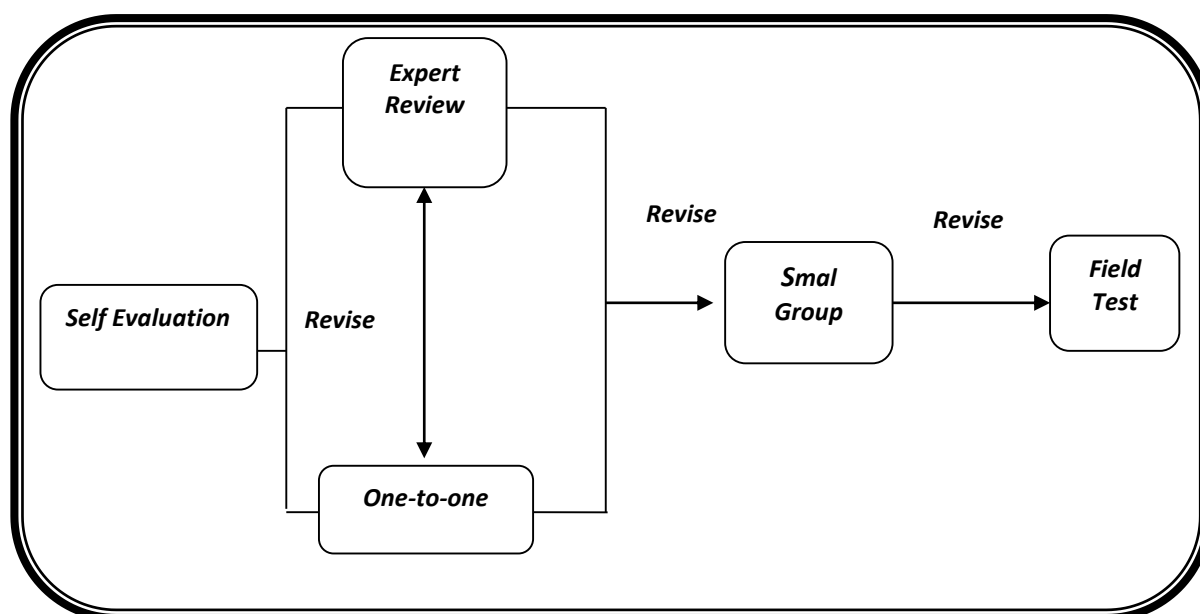 Expert
Review
Revise
Revise
Smal
Group
Field
Test
Self Evaluation
Revise
One-to-one